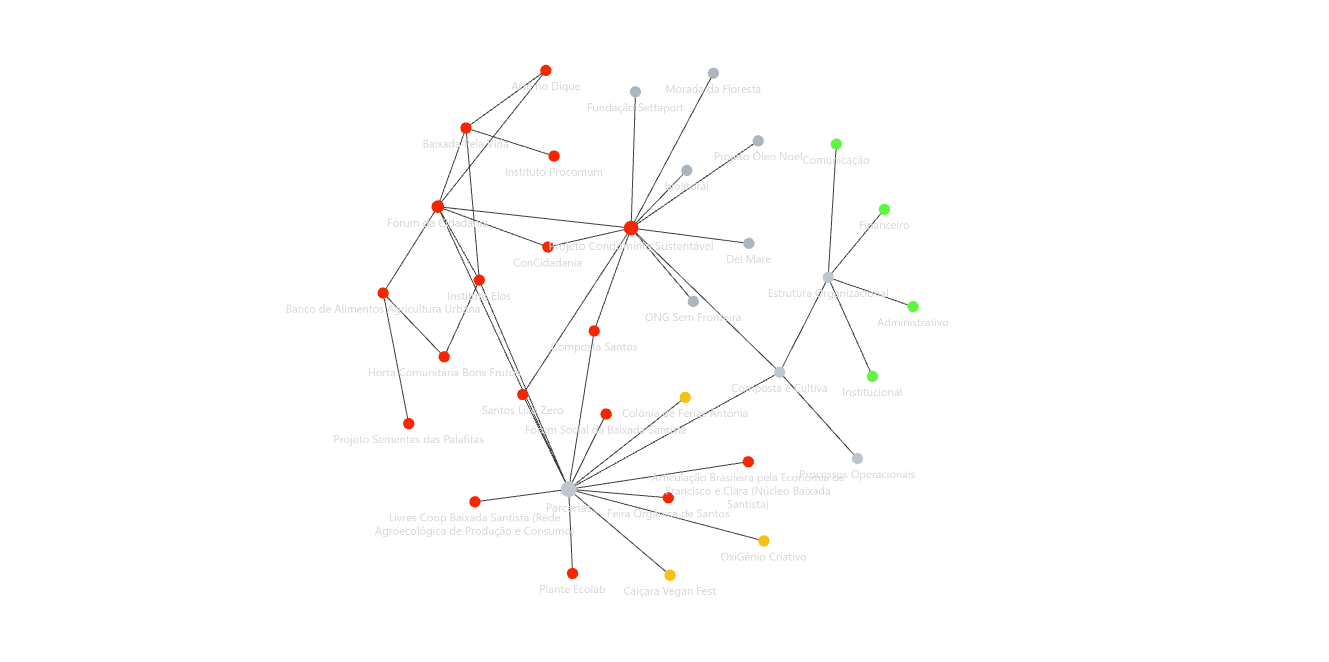 Arte no Dique
Morada da Floresta
Fundação Settaport
Baixada Pela Vida
Projeto Óleo Noel
Comunicação
Instituto Procomum
Fórum da Cidadania
Financeiro
Projeto Condomínio Sustentável
Del Mare
ConCidadania
Estrutura Organizacional
Instituto Elos
Banco de Alimentos Agricultura Urbana
ONG Sem Fronteira
Administrativo
Composta Santos
Horta Comunitária Bons Frutos
Composta e Cultiva
Institucional
Santos Lixo Zero
Colônia de Férias Antônia
Fórum Social da Baixada Santista
Projeto Sementes das Palafitas
Processos Operacionais
Articulação Brasileira pela Economia de
Francisco e Clara (Núcleo Baixada
Santista)
Parcerias
Feira Orgânica de Santos
Livres Coop Baixada Santista (Rede
Agroecológica de Produção e Consumo)
OxiGênio Criativo
Plante Ecolab
Caiçara Vegan Fest